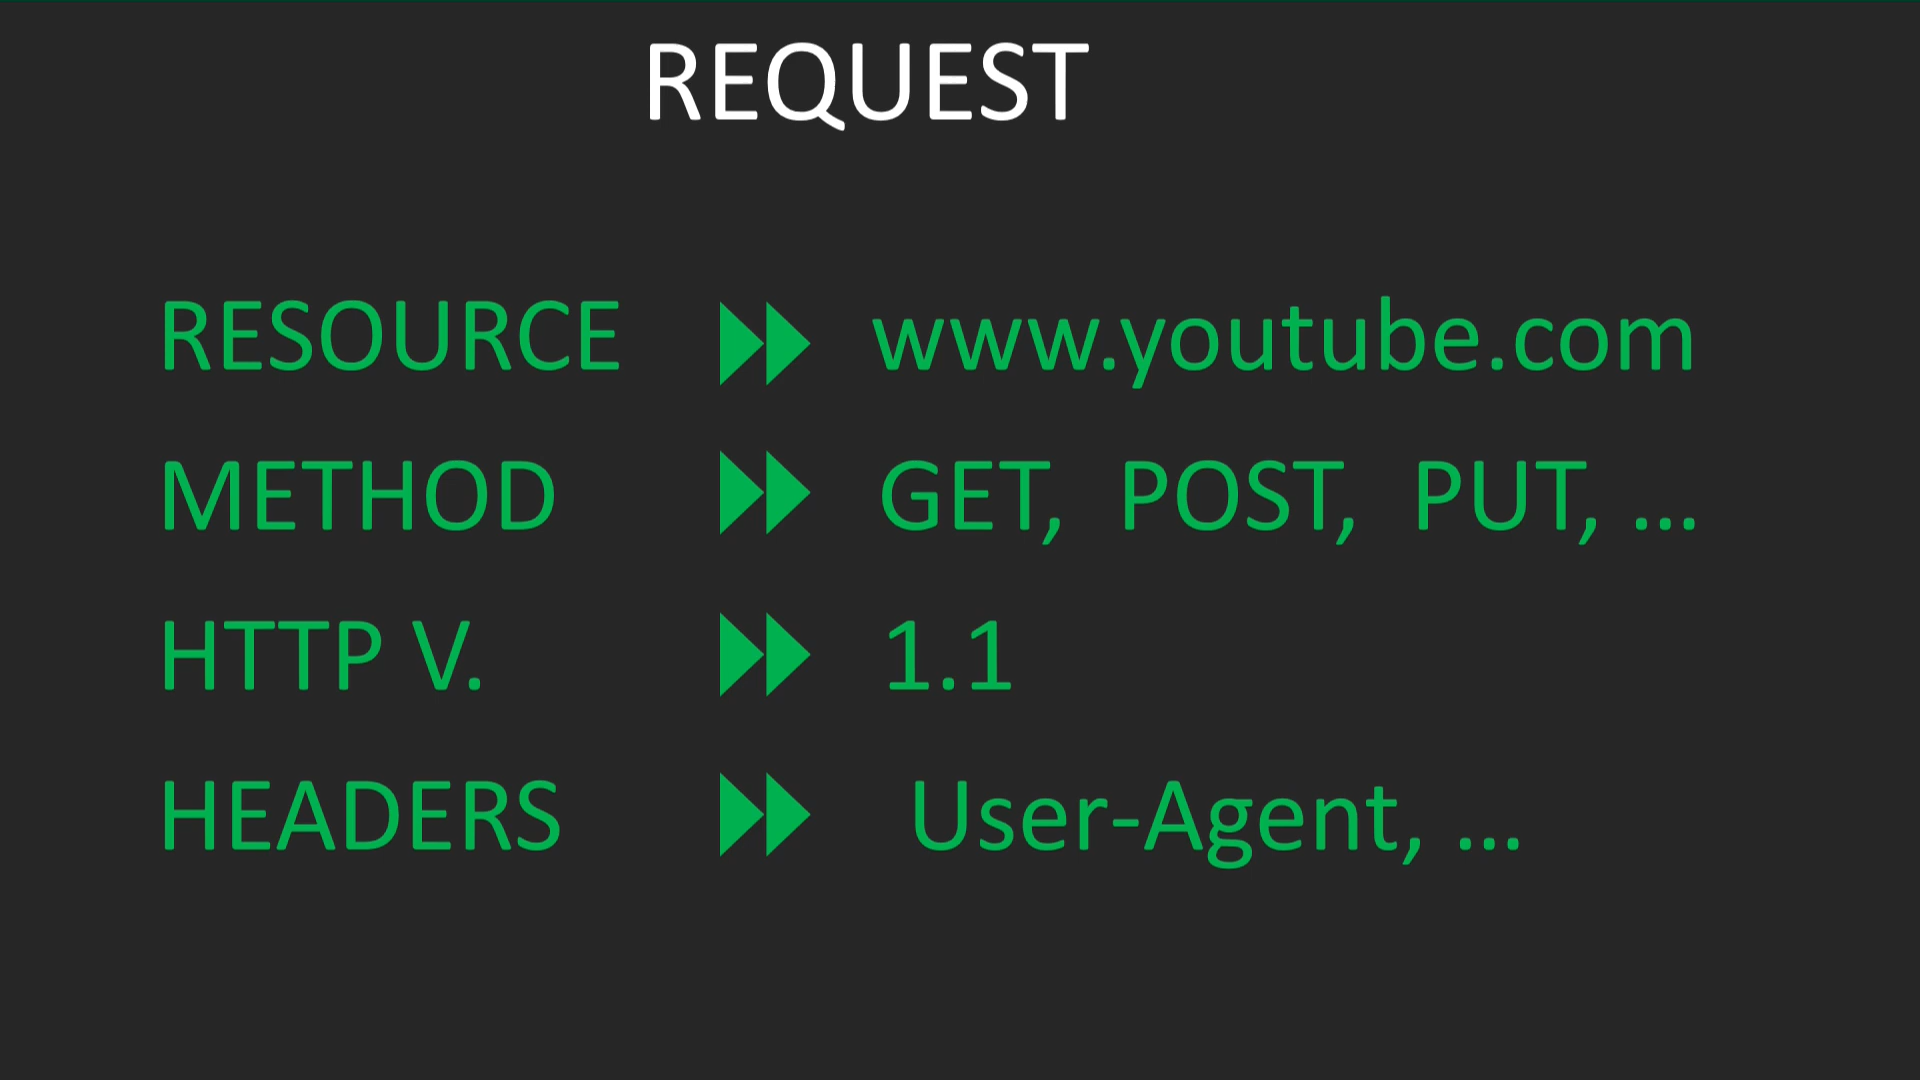 REQUEST
RESOURCE www.youtube.com
METHOD GET, POST, PUT, ...
HTTP V. 1.1
HEADERS User-Agent, ...